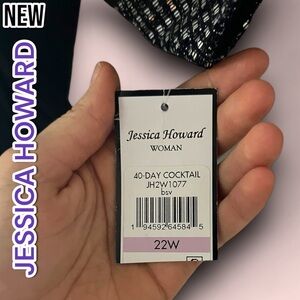 NEW
JESSICA HOWARD
Jessica Howard
WOMAN
40-DAY COCKTAIL
JH2W1077
bsv
1 94592 64584 5
22W